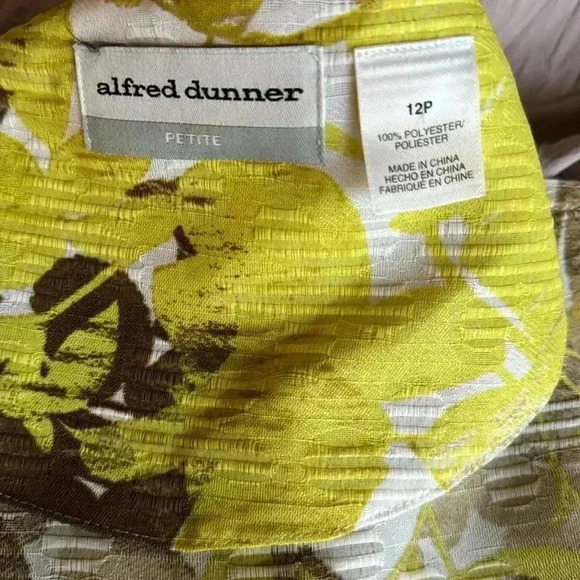 alfred dunner
PETITE
12P
100% POLYESTER/
POLIESTER
MADE IN CHINA
HECHO EN CHINA
FABRIQUÉ EN CHINE